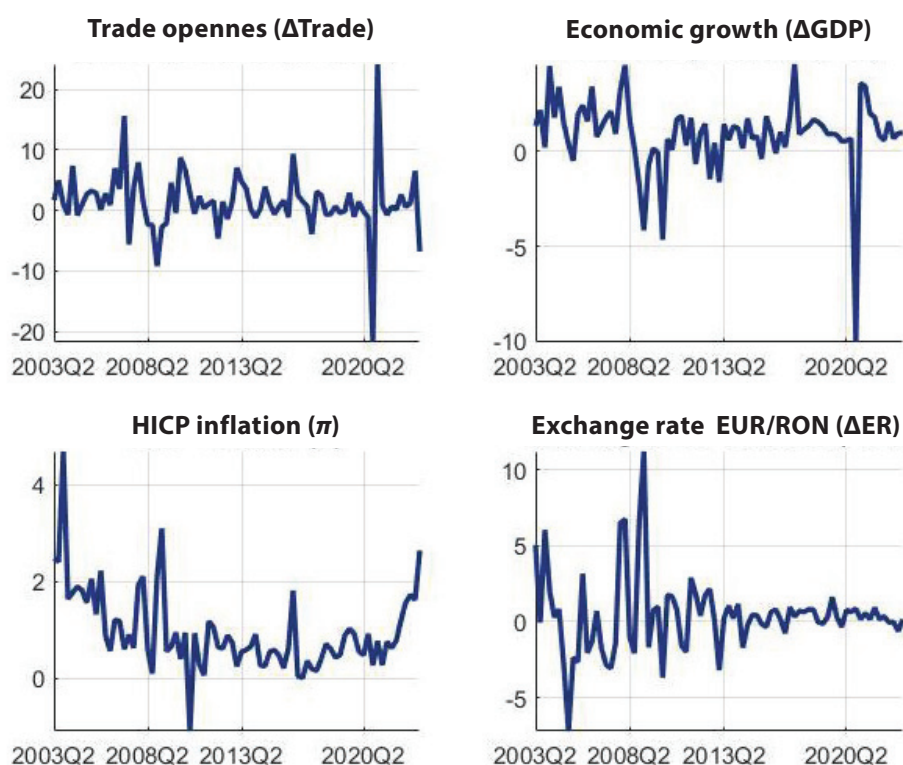 Trade opennes (ΔTrade)
20
10
0
-10
-20
2003Q2 2008Q2 2013Q2 2020Q2
Economic growth (ΔGDP)
0
-5
-10
2003Q2 2008Q2 2013Q2 2020Q2
HICP inflation (π)
4
2
0
2003Q2 2008Q2 2013Q2 2020Q2
Exchange rate EUR/RON (ΔER)
10
5
0
-5
2003Q2 2008Q2 2013Q2 2020Q2